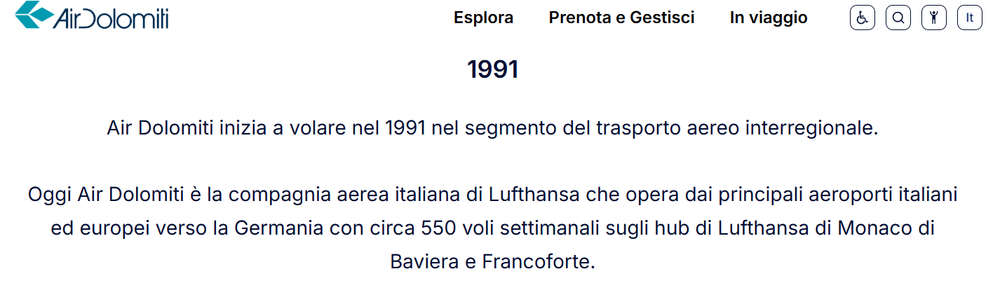 AirDolomiti Esplora Prenota e Gestisci In viaggio It
1991
Air Dolomiti inizia a volare nel 1991 nel segmento del trasporto aereo interregionale.
Oggi Air Dolomiti è la compagnia aerea italiana di Lufthansa che opera dai principali aeroporti italiani
ed europei verso la Germania con circa 550 voli settimanali sugli hub di Lufthansa di Monaco di
Baviera e Francoforte.